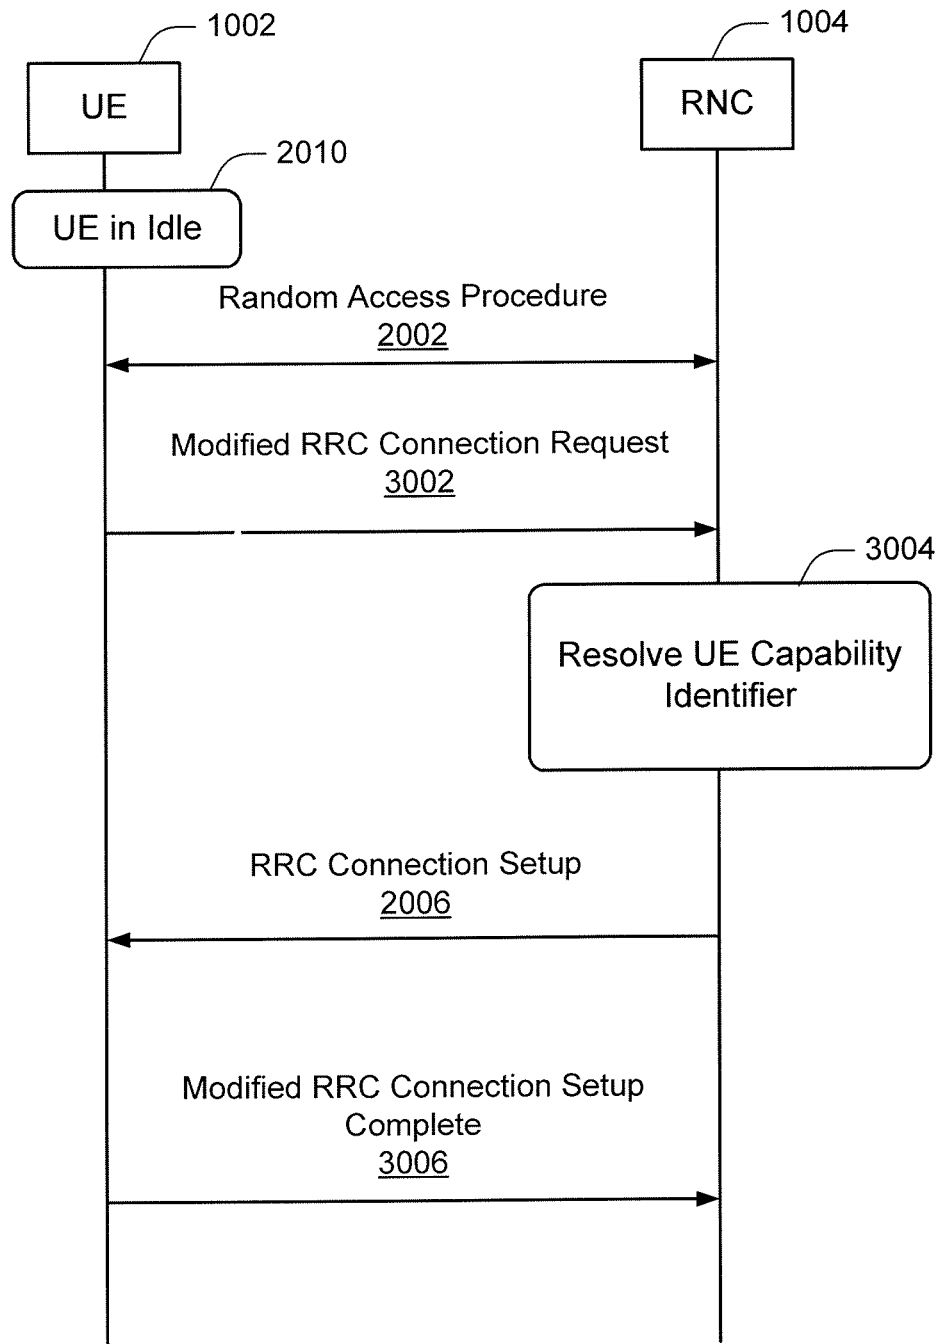 1002
1004
UE
RNC
2010
UE in Idle
Random Access Procedure
2002
Modified RRC Connection Request
3002
3004
Resolve UE Capability
Identifier
RRC Connection Setup
2006
Modified RRC Connection Setup
Complete
3006